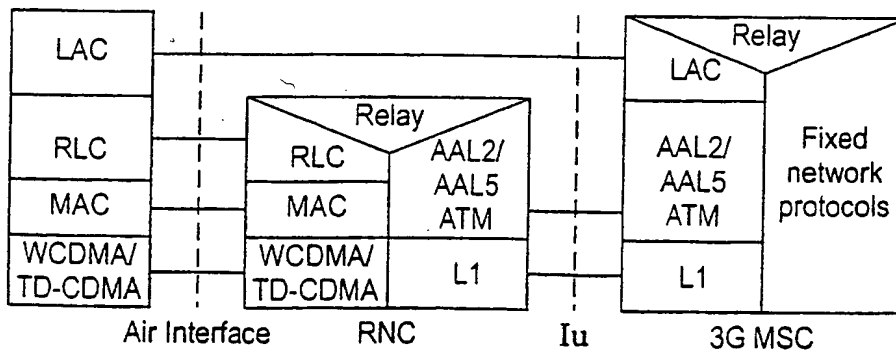 LAC
RLC
MAC
WCDMA/
TD-CDMA
Air Interface
Relay
RLC
MAC
WCDMA/
TD-CDMA
AAL2/
AAL5
ATM
L1
RNC
Iu
Relay
LAC
AAL2/
AAL5
ATM
L1
Fixed
network
protocols
3G MSC